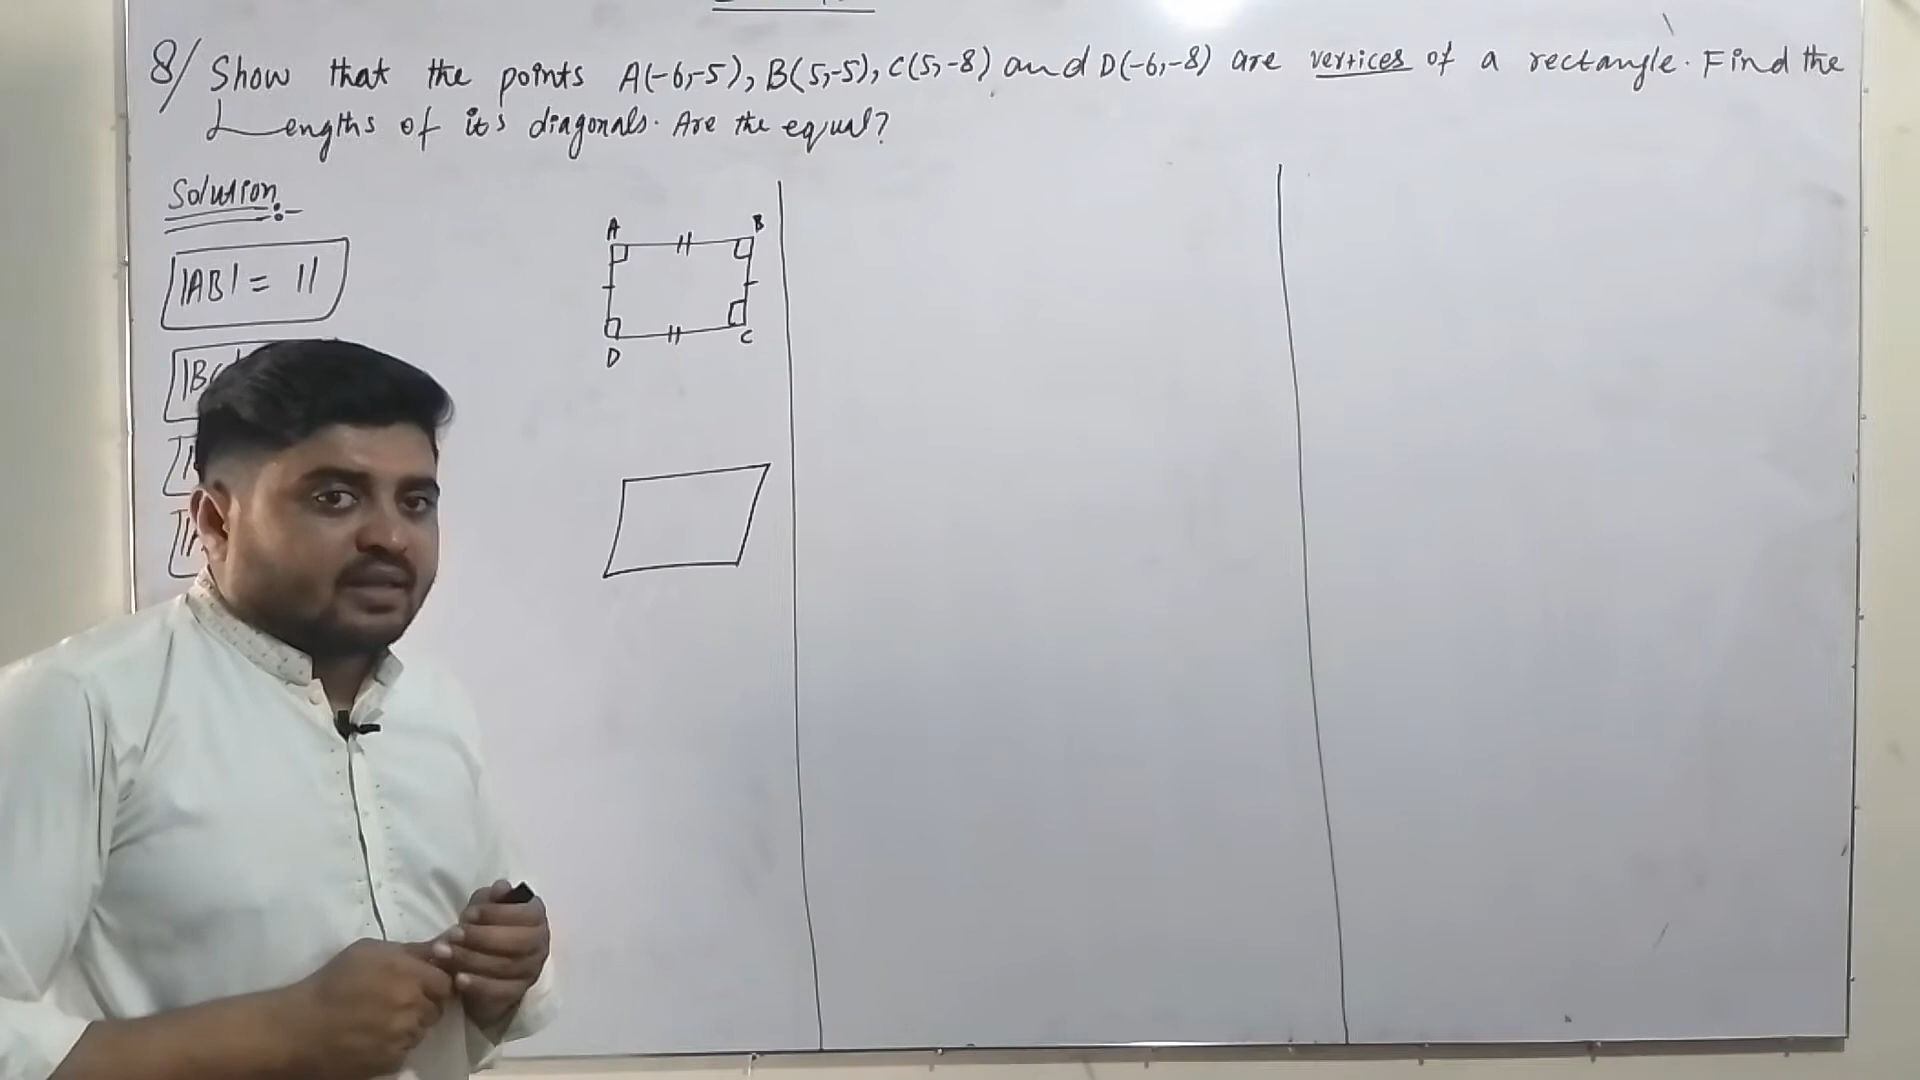 8/ Show that the points A(-6,-5), B(5,-5), C(5,-8) and D(-6,-8) are vertices of a rectangle. Find the
Lengths of its diagonals. Are the equal?
Solution:-
|AB| = 11
|BC
A
B
C
D